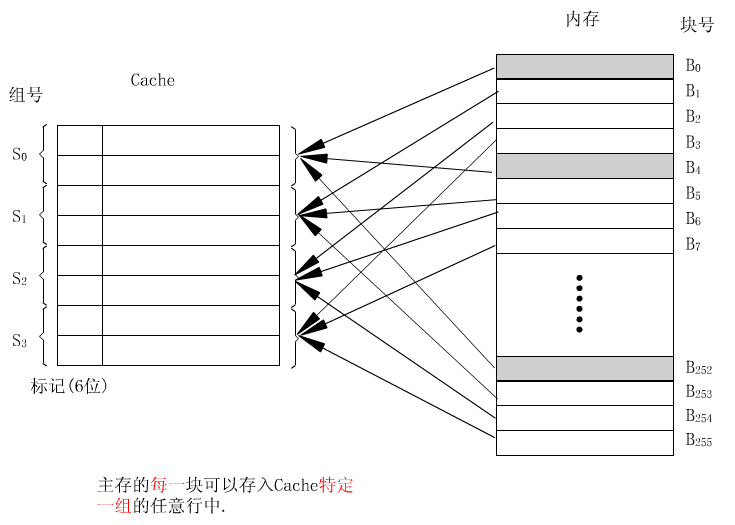 内存
块号
Cache
组号
B0
B1
B2
B3
B4
B5
B6
B7
B252
B253
B254
B255
S0
S1
S2
S3
标记(6位)
主存的每一块可以存入Cache特定
一组的任意行中.